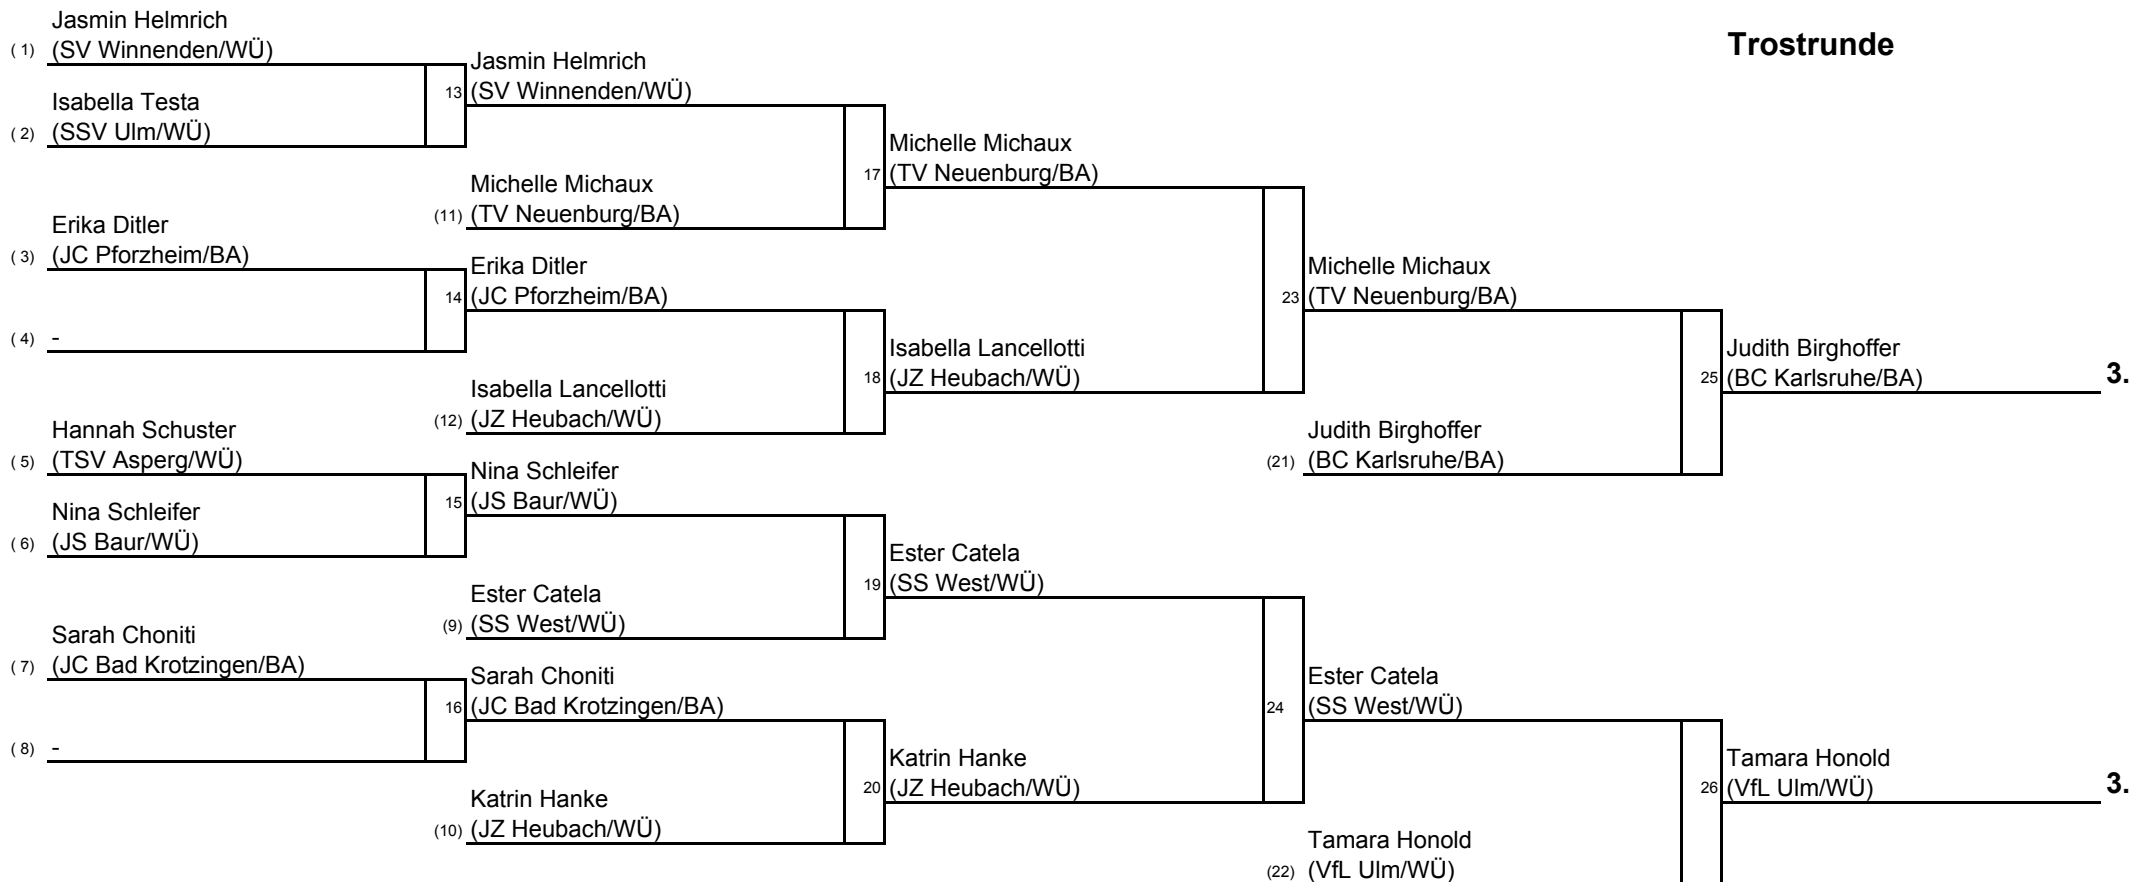 Trostrunde
Jasmin Helmrich
( 1) (SV Winnenden/WÜ)
Isabella Testa
( 2) (SSV Ulm/WÜ)
Erika Ditler
( 3) (JC Pforzheim/BA)
( 4) -
Hannah Schuster
( 5) (TSV Asperg/WÜ)
Nina Schleifer
( 6) (JS Baur/WÜ)
Sarah Choniti
( 7) (JC Bad Krotzingen/BA)
( 8) -
Jasmin Helmrich
13 (SV Winnenden/WÜ)
Michelle Michaux
(11) (TV Neuenburg/BA)
Erika Ditler
14 (JC Pforzheim/BA)
Isabella Lancellotti
(12) (JZ Heubach/WÜ)
Nina Schleifer
15 (JS Baur/WÜ)
Ester Catela
(9) (SS West/WÜ)
Sarah Choniti
16 (JC Bad Krotzingen/BA)
Katrin Hanke
(10) (JZ Heubach/WÜ)
Michelle Michaux
17 (TV Neuenburg/BA)
Isabella Lancellotti
18 (JZ Heubach/WÜ)
Ester Catela
19 (SS West/WÜ)
Katrin Hanke
20 (JZ Heubach/WÜ)
Michelle Michaux
23 (TV Neuenburg/BA)
Judith Birghoffer
(21) (BC Karlsruhe/BA)
Ester Catela
24 (SS West/WÜ)
Tamara Honold
(22) (VfL Ulm/WÜ)
Judith Birghoffer
25 (BC Karlsruhe/BA) 3.
Tamara Honold
26 (VfL Ulm/WÜ) 3.